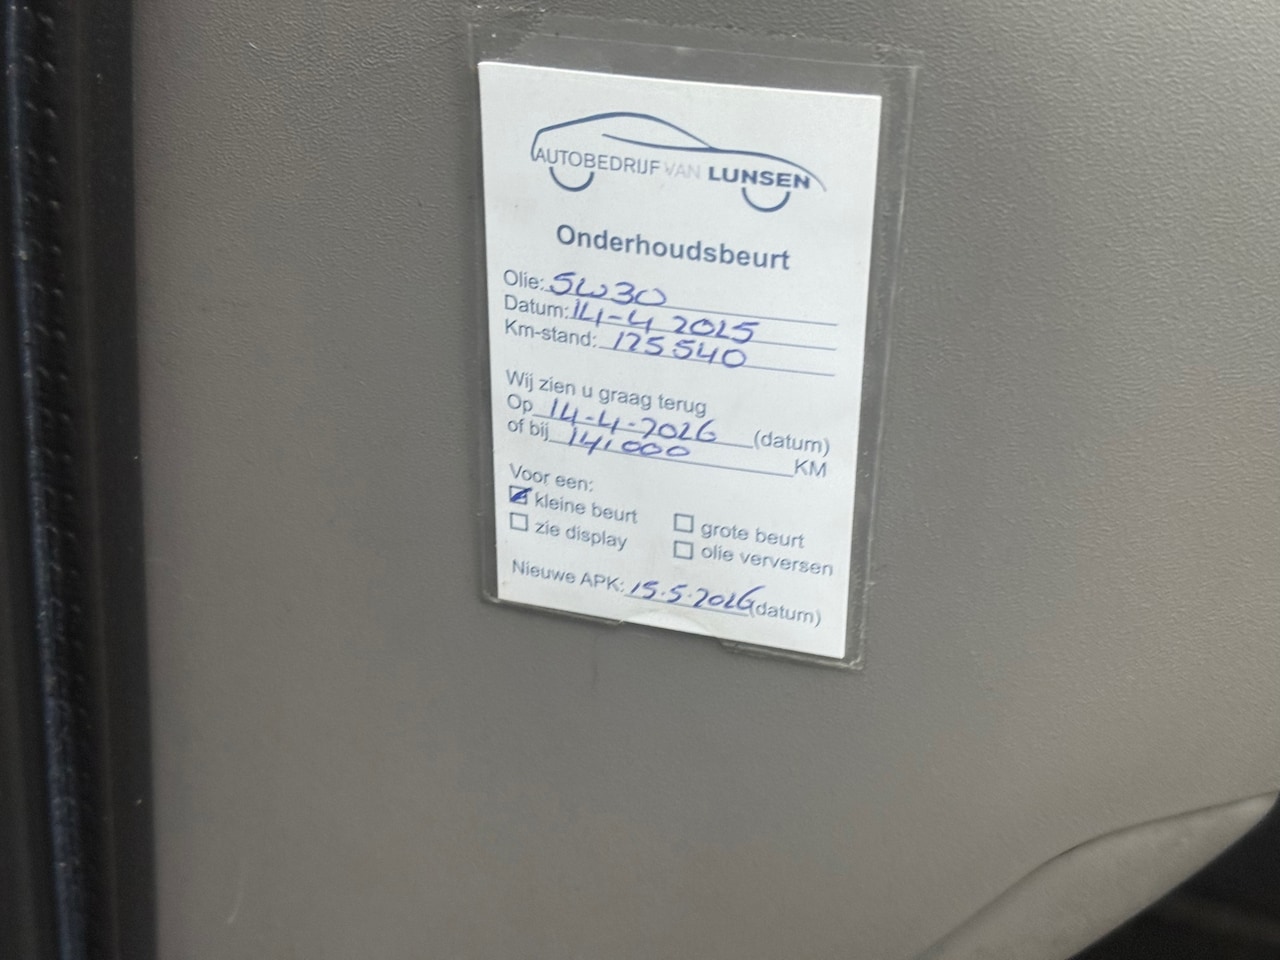 AUTOBEDRIJF VAN LUNSEN
Onderhoudsbeurt
Olie: 5W30
Datum: 14-4 2025
Km-stand: 125540
Wij zien u graag terug
Op 14-4-2026 (datum)
of bij 141.000 KM
Voor een:
kleine beurt grote beurt
zie display olie verversen
Nieuwe APK: 15.5.2026 (datum)